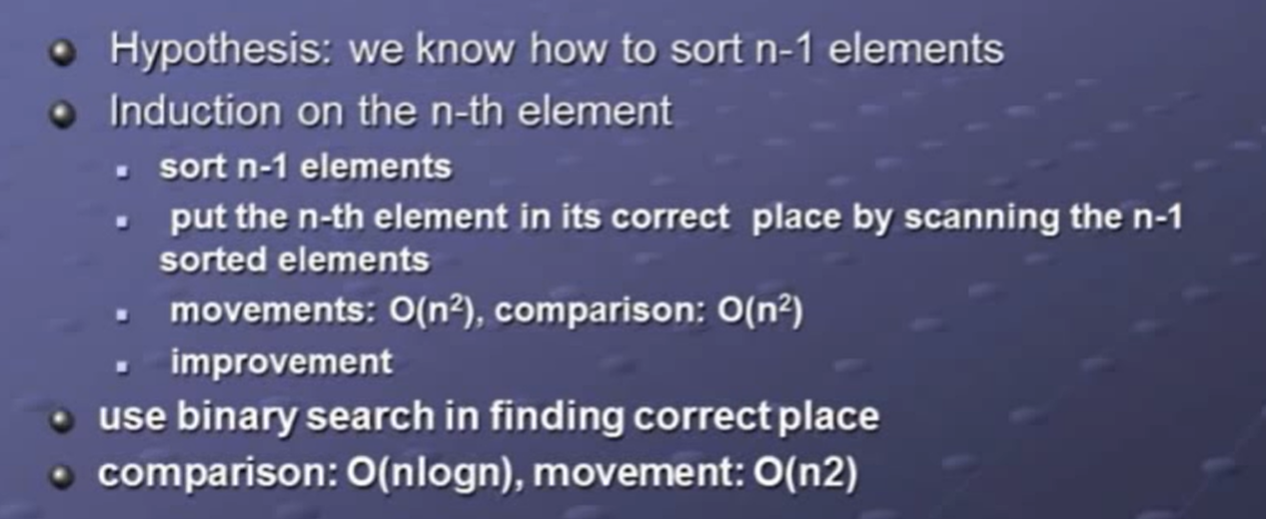 Hypothesis: we know how to sort n-1 elements
Induction on the n-th element
sort n-1 elements
put the n-th element in its correct place by scanning the n-1
sorted elements
movements: O(n²), comparison: O(n²)
improvement
use binary search in finding correct place
comparison: O(nlogn), movement: O(n2)